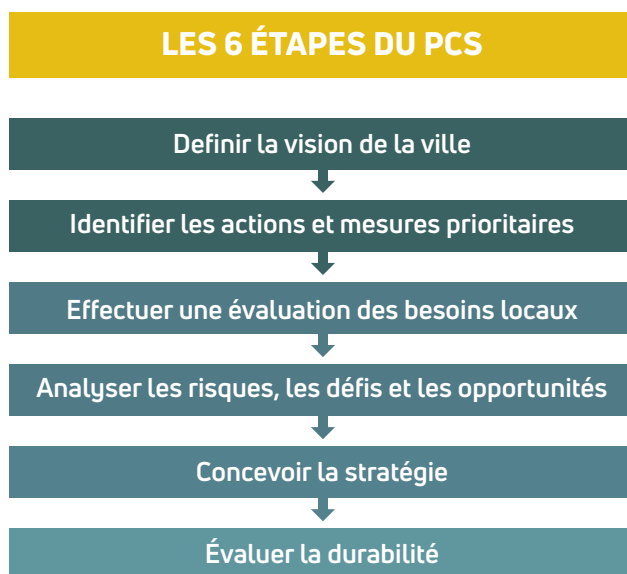 LES 6 ÉTAPES DU PCS
Definir la vision de la ville
Identifier les actions et mesures prioritaires
Effectuer une évaluation des besoins locaux
Analyser les risques, les défis et les opportunités
Concevoir la stratégie
Évaluer la durabilité